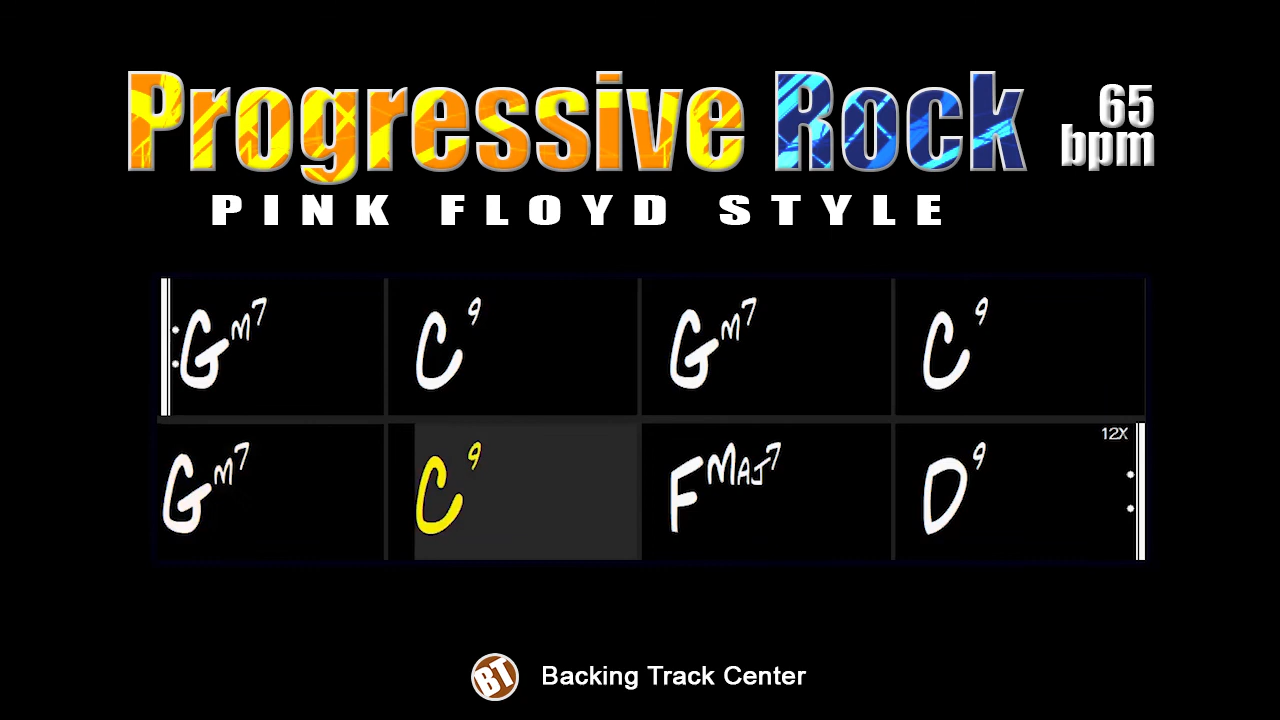 Progressive Rock
65
bpm
PINK FLOYD STYLE
GM7 C9 GM7 C9
12X
GM7 C9 FMAJ7 D9
BT Backing Track Center